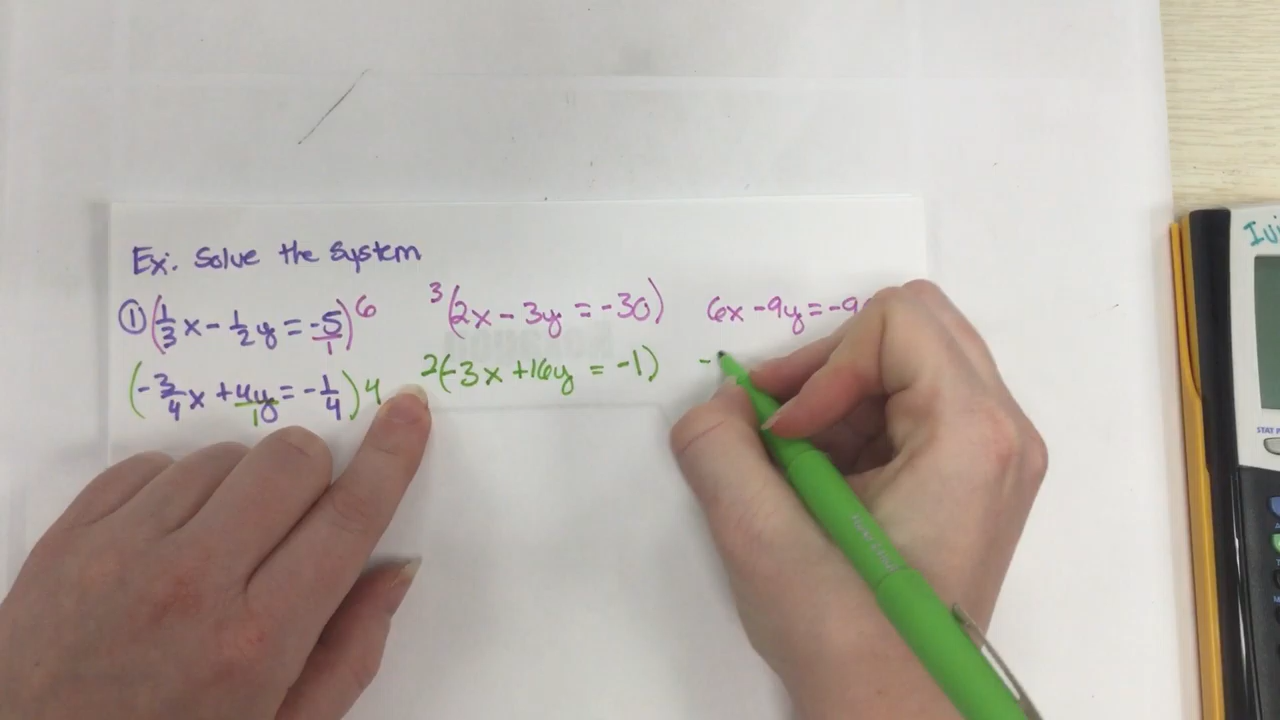 Ex: Solve the System
① (1/3 x - 1/2 y = -5/1) 6
3(2x - 3y = -30)
6x - 9y = -9
(-3/4 x + 4y/1 = -1/4) 4
2(-3x + 16y = -1)
-
STAT P